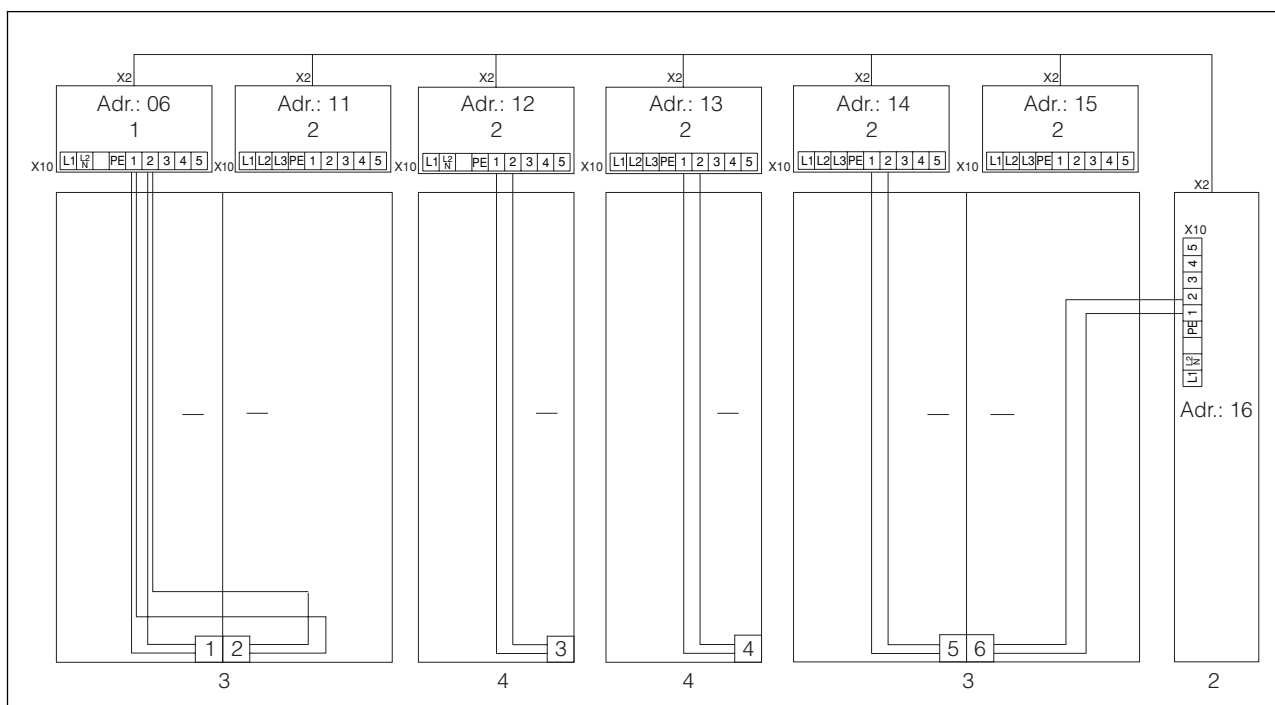 X2 X2 X2 X2 X2 X2
Adr.: 06 Adr.: 11 Adr.: 12 Adr.: 13 Adr.: 14 Adr.: 15
1 2 2 2 2 2
X10 L1 L2 N PE 1 2 3 4 5
X10 L1 L2 L3 PE 1 2 3 4 5
X10 L1 L2 N PE 1 2 3 4 5
X10 L1 L2 L3 PE 1 2 3 4 5
X10 L1 L2 L3 PE 1 2 3 4 5
X10 L1 L2 L3 PE 1 2 3 4 5
X2
X10
L1 L2 N PE 1 2 3 4 5
Adr.: 16
1 2 3 4 5 6
3 4 4 3 2